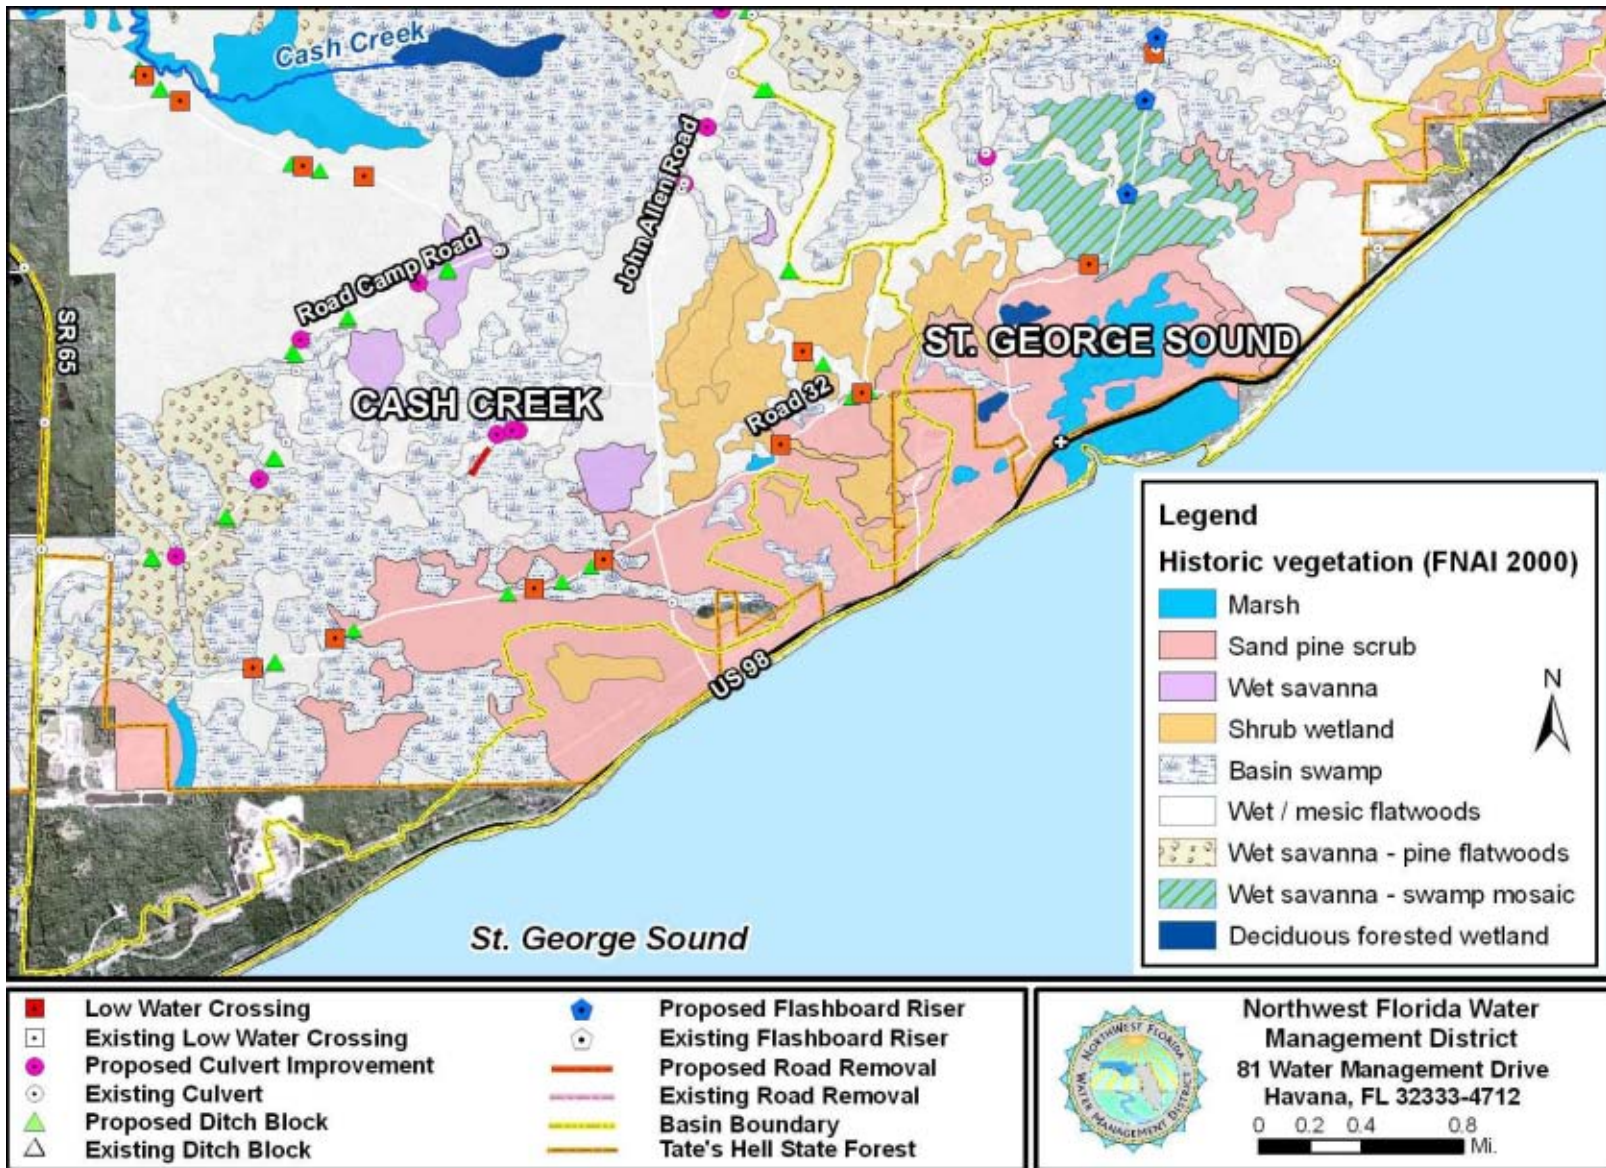 Cash Creek
John Allen Road
Road Camp Road
SR 65
CASH CREEK
ST. GEORGE SOUND
Road 32
US 98
St. George Sound
Legend
Historic vegetation (FNAI 2000)
Marsh
Sand pine scrub
Wet savanna
Shrub wetland
Basin swamp
Wet / mesic flatwoods
Wet savanna - pine flatwoods
Wet savanna - swamp mosaic
Deciduous forested wetland
N
Low Water Crossing
Existing Low Water Crossing
Proposed Culvert Improvement
Existing Culvert
Proposed Ditch Block
Existing Ditch Block
Proposed Flashboard Riser
Existing Flashboard Riser
Proposed Road Removal
Existing Road Removal
Basin Boundary
Tate's Hell State Forest
NORTHWEST FLORIDA
WATER MANAGEMENT DISTRICT
Northwest Florida Water
Management District
81 Water Management Drive
Havana, FL 32333-4712
0 0.2 0.4 0.8
Mi.